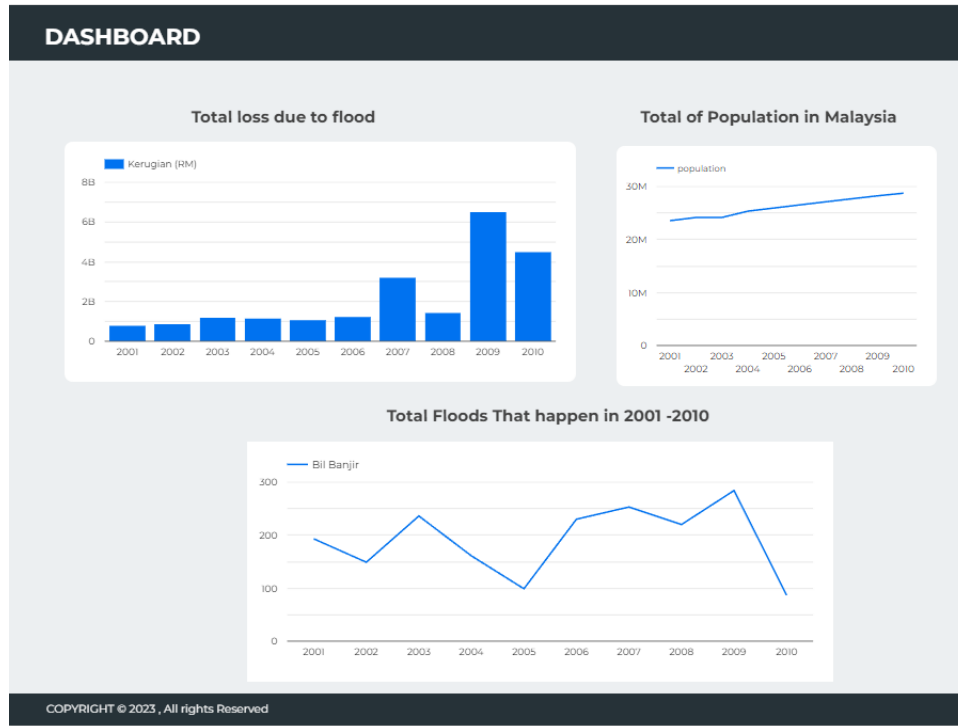 DASHBOARD
Total loss due to flood
Kerugian (RM)
8B
6B
4B
2B
0
2001 2002 2003 2004 2005 2006 2007 2008 2009 2010
Total of Population in Malaysia
population
30M
20M
10M
0
2001 2003 2005 2007 2009
2002 2004 2006 2008 2010
Total Floods That happen in 2001 -2010
Bil Banjir
300
200
100
0
2001 2002 2003 2004 2005 2006 2007 2008 2009 2010
COPYRIGHT © 2023 , All rights Reserved